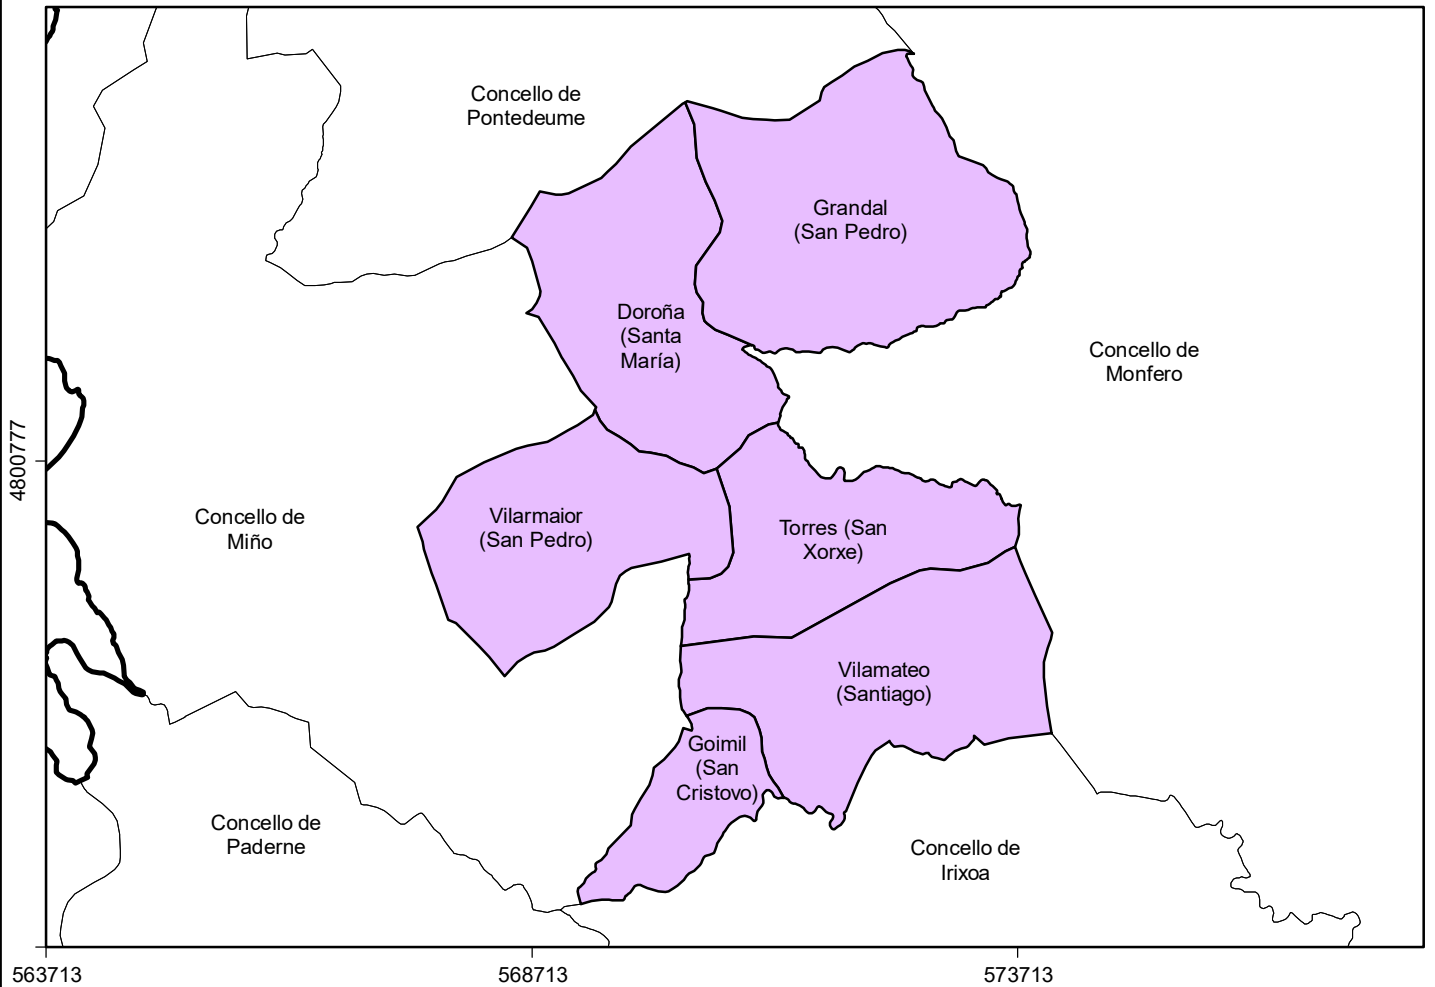 Concello de
Pontedeume
Grandal
(San Pedro)
Doroña
(Santa
María)
Concello de
Monfero
4800777
Concello de
Miño
Vilarmaior
(San Pedro)
Torres (San
Xorxe)
Vilamateo
(Santiago)
Goimil
(San
Cristovo)
Concello de
Paderne
Concello de
Irixoa
563713
568713
573713